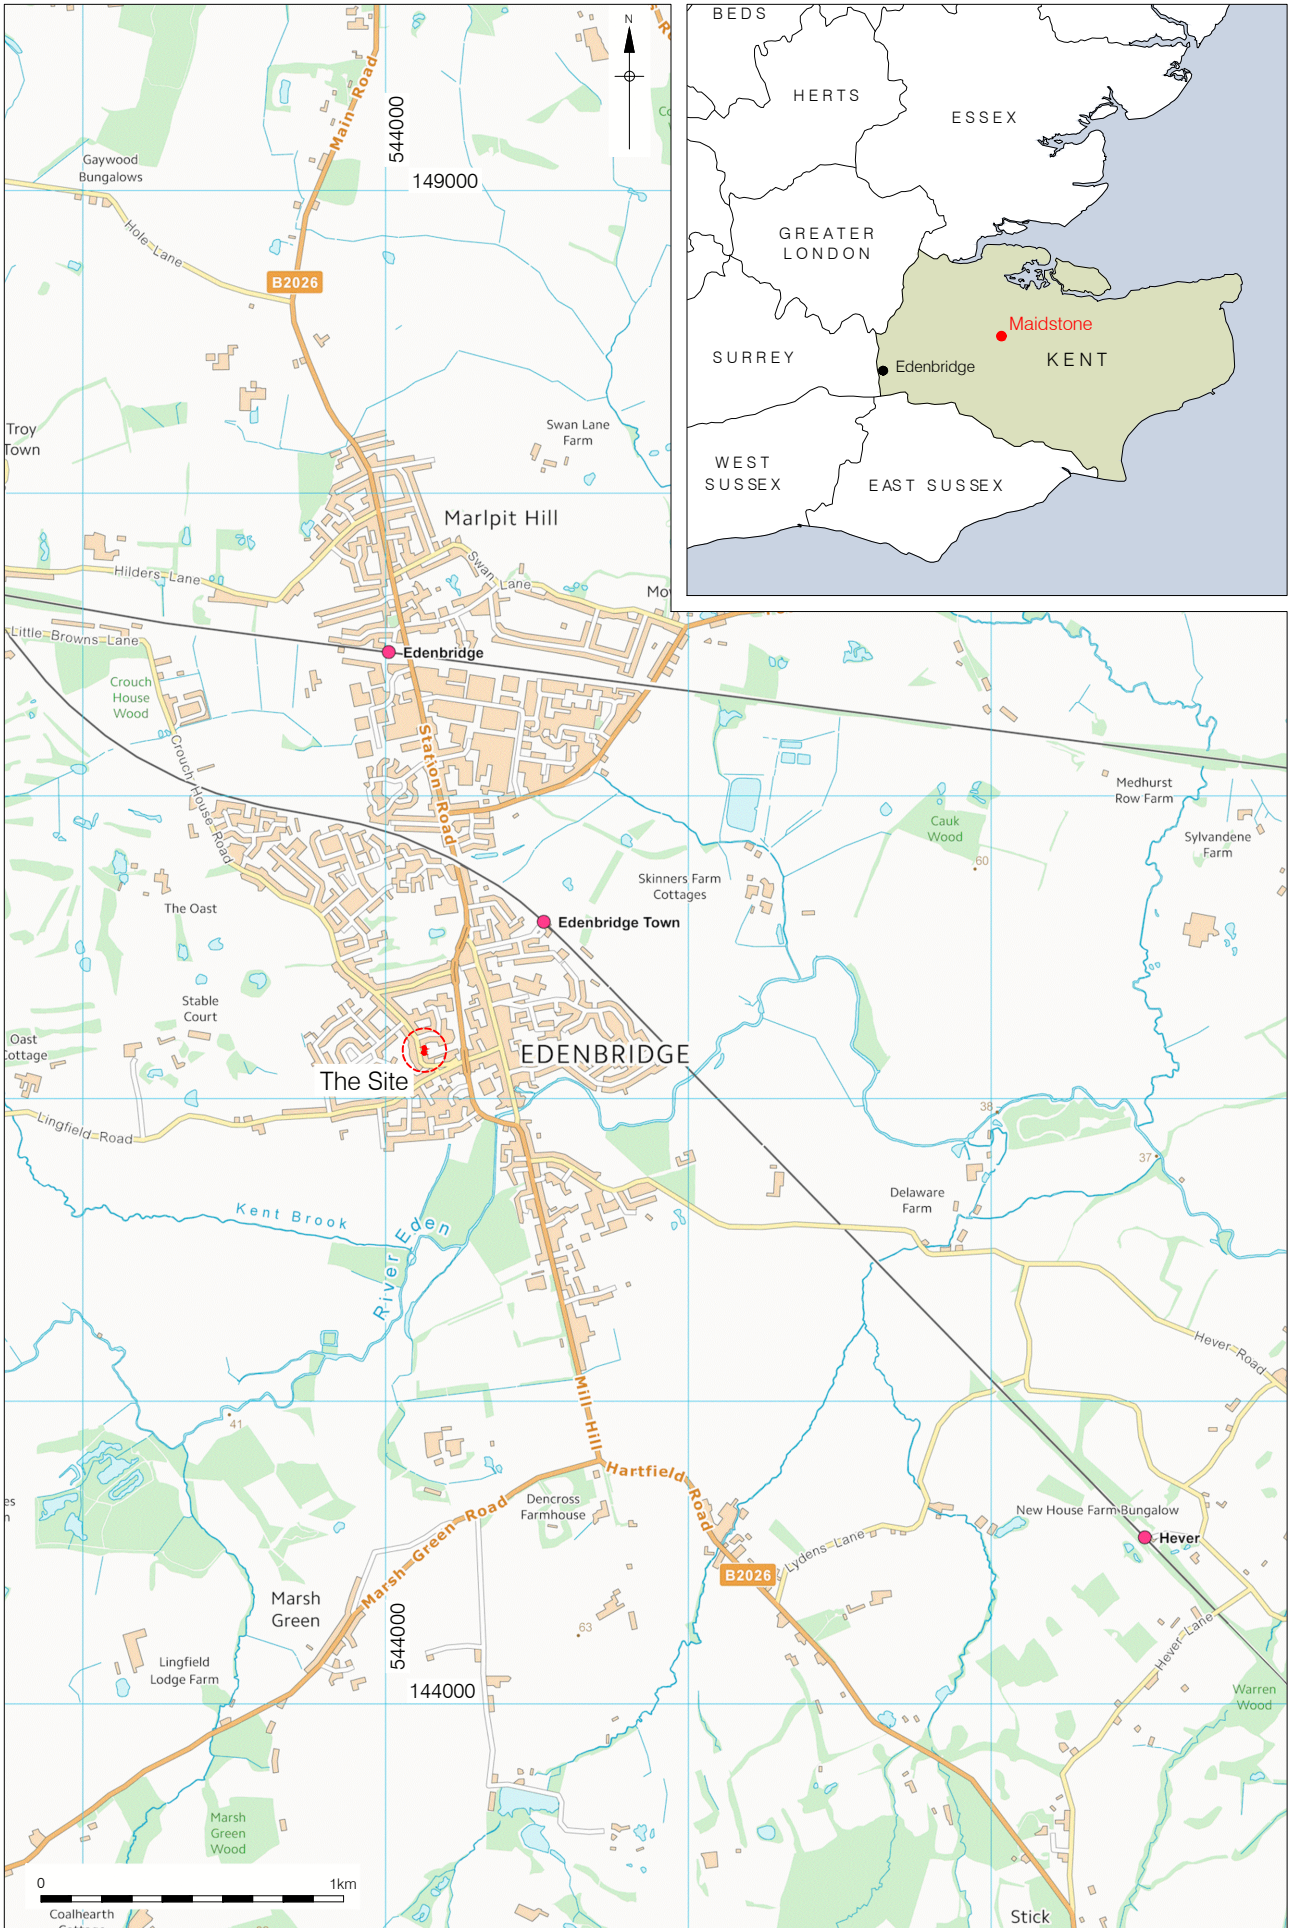 N
Main Road
544000
149000
Gaywood
Bungalows
Hole Lane
B2026
Troy
Town
Swan Lane
Farm
Marlpit Hill
Hilders Lane
Swan Lane
Little Browns Lane
Edenbridge
Crouch
House
Wood
Crouch House Road
Station Road
Medhurst
Row Farm
Cauk
Wood
Sylvandene
Farm
60
Skinners Farm
Cottages
The Oast
Edenbridge Town
Stable
Court
Oast
Cottage
EDENBRIDGE
The Site
Lingfield Road
38
37
Delaware
Farm
Kent Brook
River Eden
Hever Road
Mill Hill
41
Hartfield Road
Dencross
Farmhouse
Marsh Green Road
New House Farm Bungalow
Hever
Lydens Lane
B2026
Marsh
Green
544000
63
Hever Lane
Lingfield
Lodge Farm
144000
Warren
Wood
Marsh
Green
Wood
0
1km
Coalhearth
Stick
BEDS
HERTS
ESSEX
GREATER
LONDON
Maidstone
SURREY
KENT
Edenbridge
WEST
SUSSEX
EAST SUSSEX